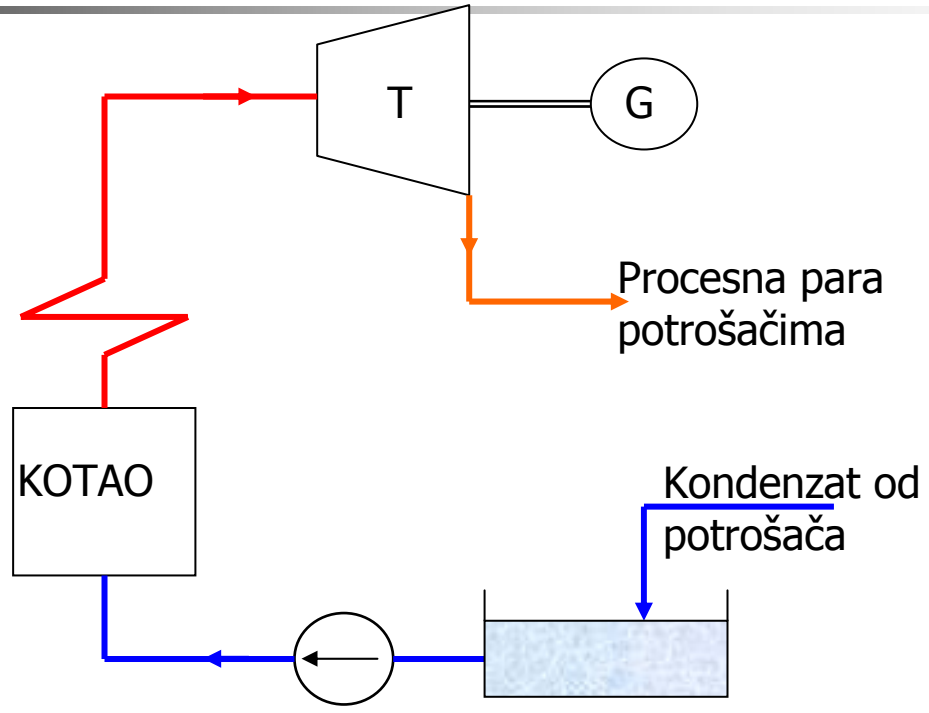 T
G
Procesna para
potrošačima
KOTAO
Kondenzat od
potrošača